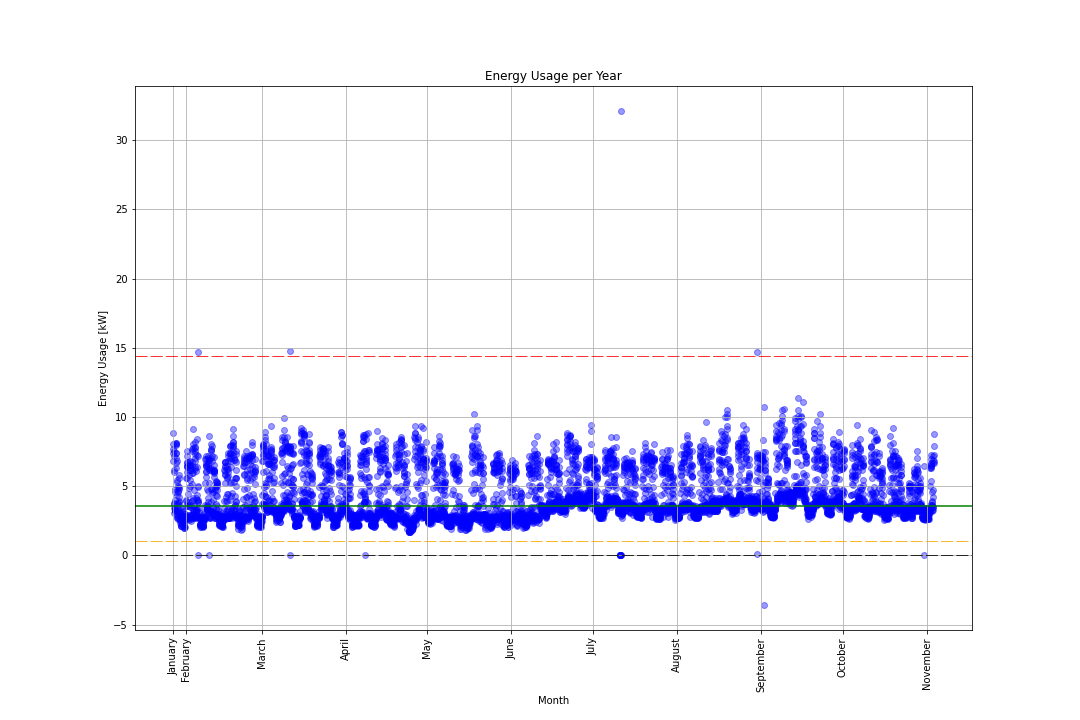 Energy Usage per Year
Energy Usage [kW]
30
25
20
15
10
5
0
−5
January
February
March
April
May
June
July
August
September
October
November
Month